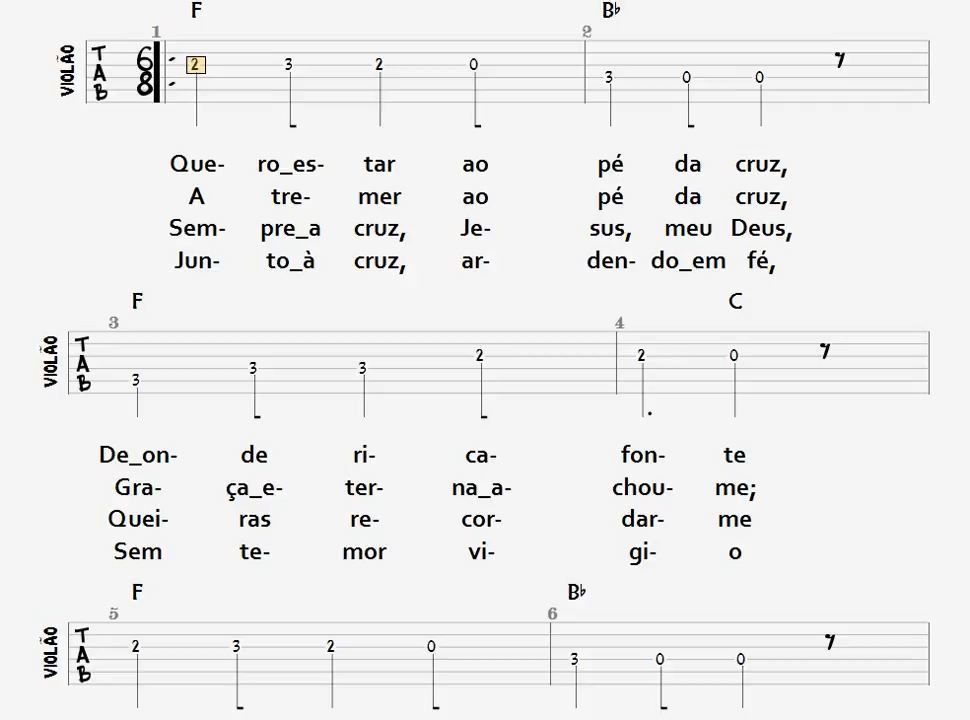 F B♭
1 2
VIOLÃO TAB 6/8 2 3 2 0 3 0 0
Que- ro_es- tar ao pé da cruz,
A tre- mer ao pé da cruz,
Sem- pre_a cruz, Je- sus, meu Deus,
Jun- to_à cruz, ar- den- do_em fé,
F C
3 4
VIOLÃO TAB 3 3 3 2 2 0
De_on- de ri- ca- fon- te
Gra- ça_e- ter- na_a- chou- me;
Quei- ras re- cor- dar- me
Sem te- mor vi- gi- o
F B♭
5 6
VIOLÃO TAB 2 3 2 0 3 0 0